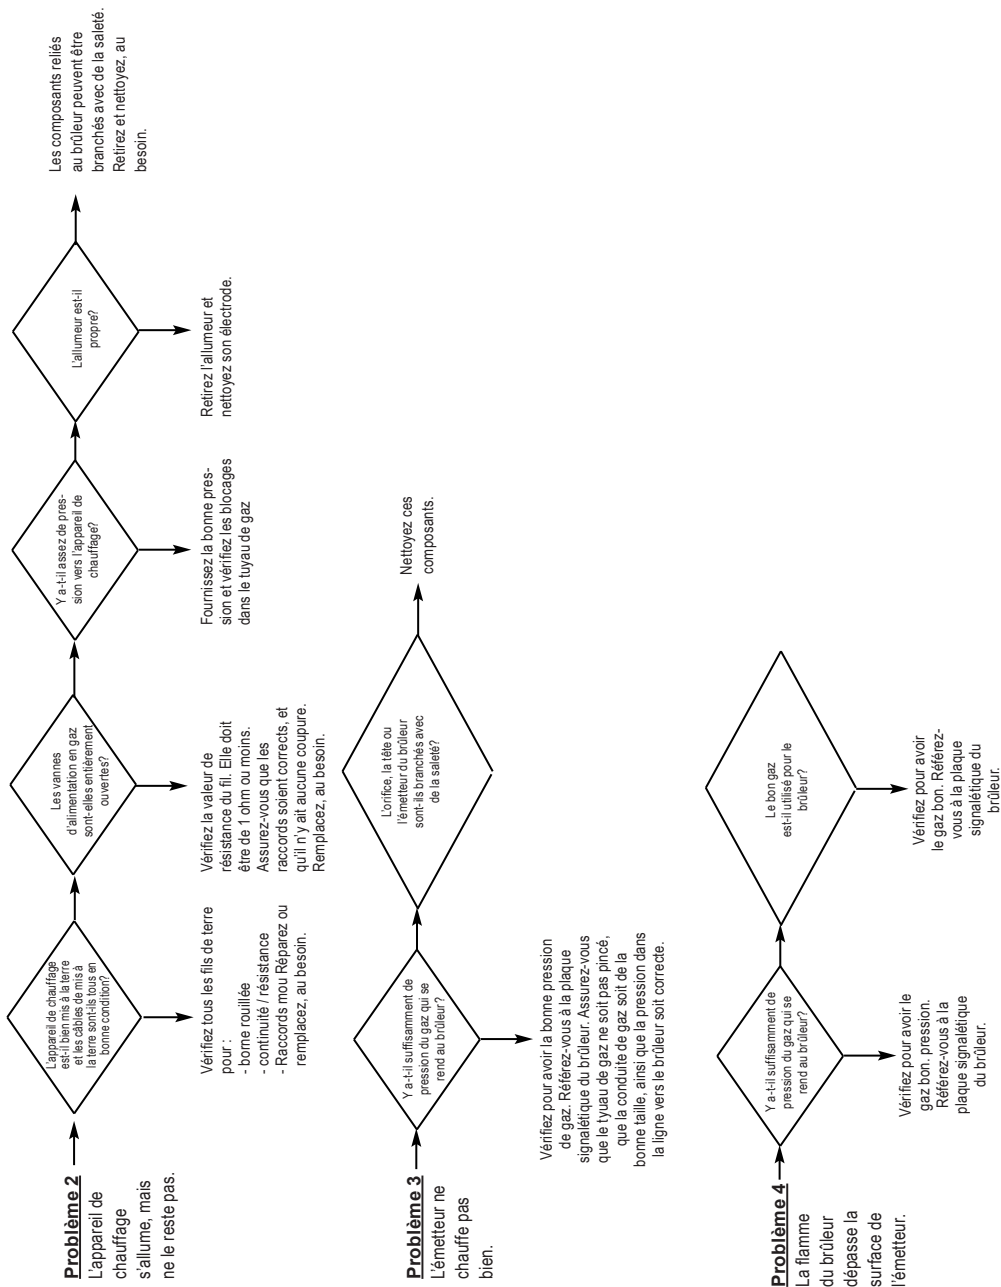 Problème 2
L'appareil de
chauffage
s'allume, mais
ne le reste pas.
L'appareil de chauffage
est-il bien mis à la terre
et les câbles de mis à
la terre sont-ils tous en
bonne condition?
Vérifiez tous les fils de terre
pour :
- borne rouillée
- continuité / résistance
- Raccords mou Réparez ou
remplacez, au besoin.
Les vannes
d'alimentation en gaz
sont-elles entièrement
ouvertes?
Vérifiez la valeur de
résistance du fil. Elle doit
être de 1 ohm ou moins.
Assurez-vous que les
raccords soient corrects, et
qu'il n'y ait aucune coupure.
Remplacez, au besoin.
Y a-t-il assez de pres-
sion vers l'appareil de
chauffage?
Fournissez la bonne pres-
sion et vérifiez les blocages
dans le tuyau de gaz
L'allumeur est-il
propre?
Retirez l'allumeur et
nettoyez son électrode.
Les composants reliés
au brûleur peuvent être
branchés avec de la saleté.
Retirez et nettoyez, au
besoin.
Problème 3
L'émetteur ne
chauffe pas
bien.
Y a-t-il suffisamment de
pression du gaz qui se
rend au brûleur?
Vérifiez pour avoir la bonne pression
de gaz. Référez-vous à la plaque
signalétique du brûleur. Assurez-vous
que le tyuau de gaz ne soit pas pincé,
que la conduite de gaz soit de la
bonne taille, ainsi que la pression dans
la ligne vers le brûleur soit correcte.
L'orifice, la tête ou
l'émetteur du brûleur
sont-ils branchés avec
de la saleté?
Nettoyez ces
composants.
Problème 4
La flamme
du brûleur
dépasse la
surface de
l'émetteur.
Y a-t-il suffisamment de
pression du gaz qui se
rend au brûleur?
Vérifiez pour avoir le
gaz bon. pression.
Référez-vous à la
plaque signalétique
du brûleur.
Le bon gaz
est-il utilisé pour le
brûleur?
Vérifiez pour avoir
le gaz bon. Référez-
vous à la plaque
signalétique du
brûleur.